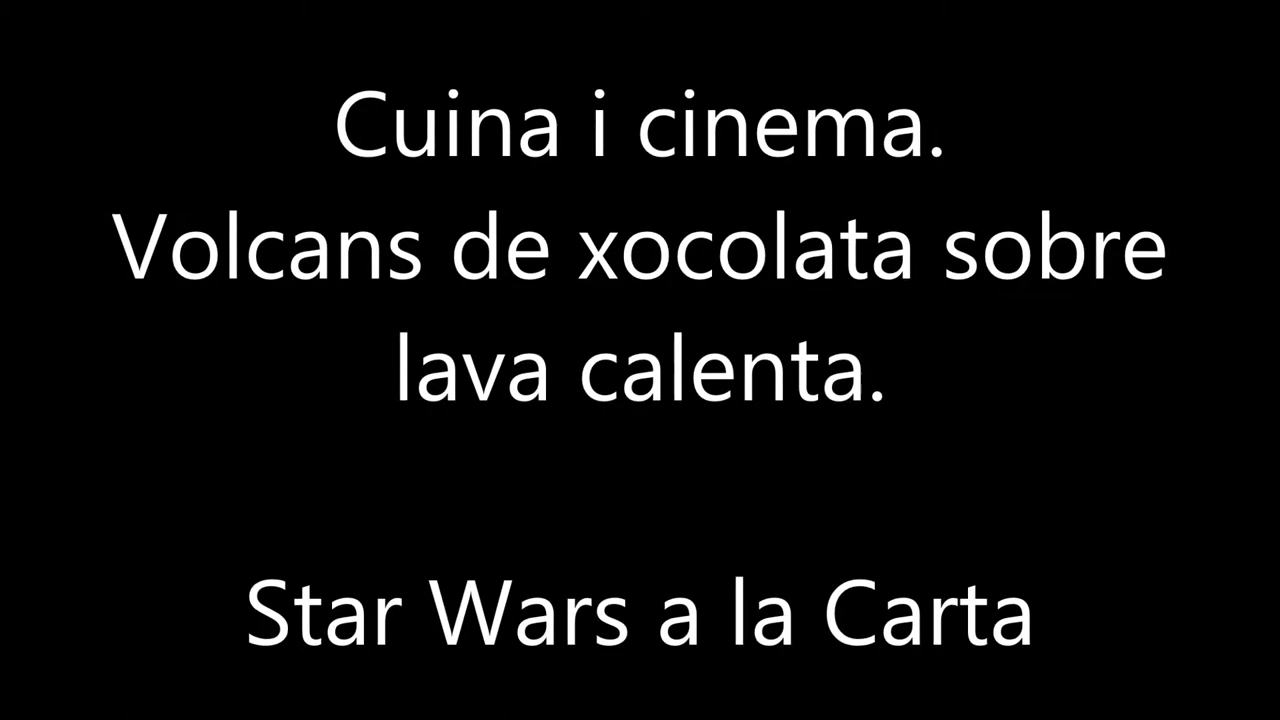 Cuina i cinema.
Volcans de xocolata sobre
lava calenta.
Star Wars a la Carta